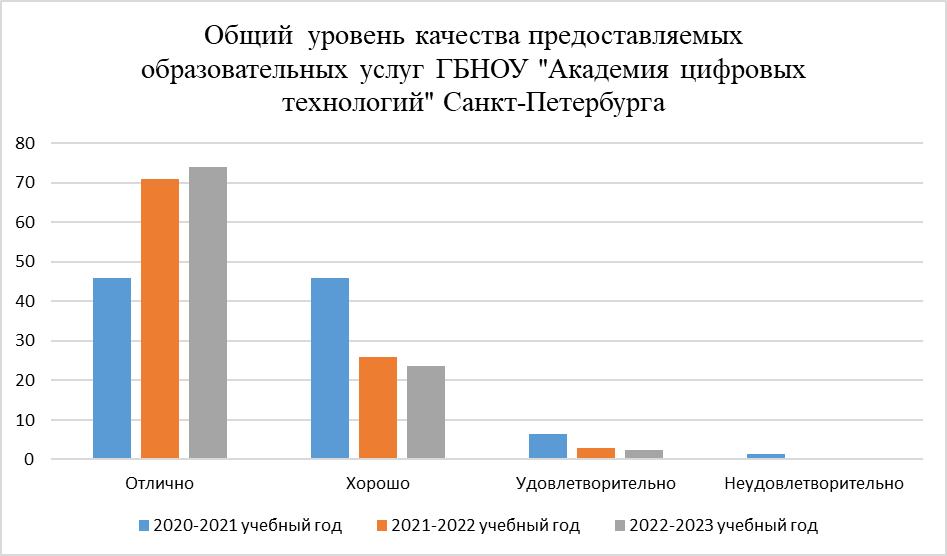 Общий уровень качества предоставляемых
образовательных услуг ГБНОУ "Академия цифровых
технологий" Санкт-Петербурга
80
70
60
50
40
30
20
10
0
Отлично Хорошо Удовлетворительно Неудовлетворительно
2020-2021 учебный год 2021-2022 учебный год 2022-2023 учебный год